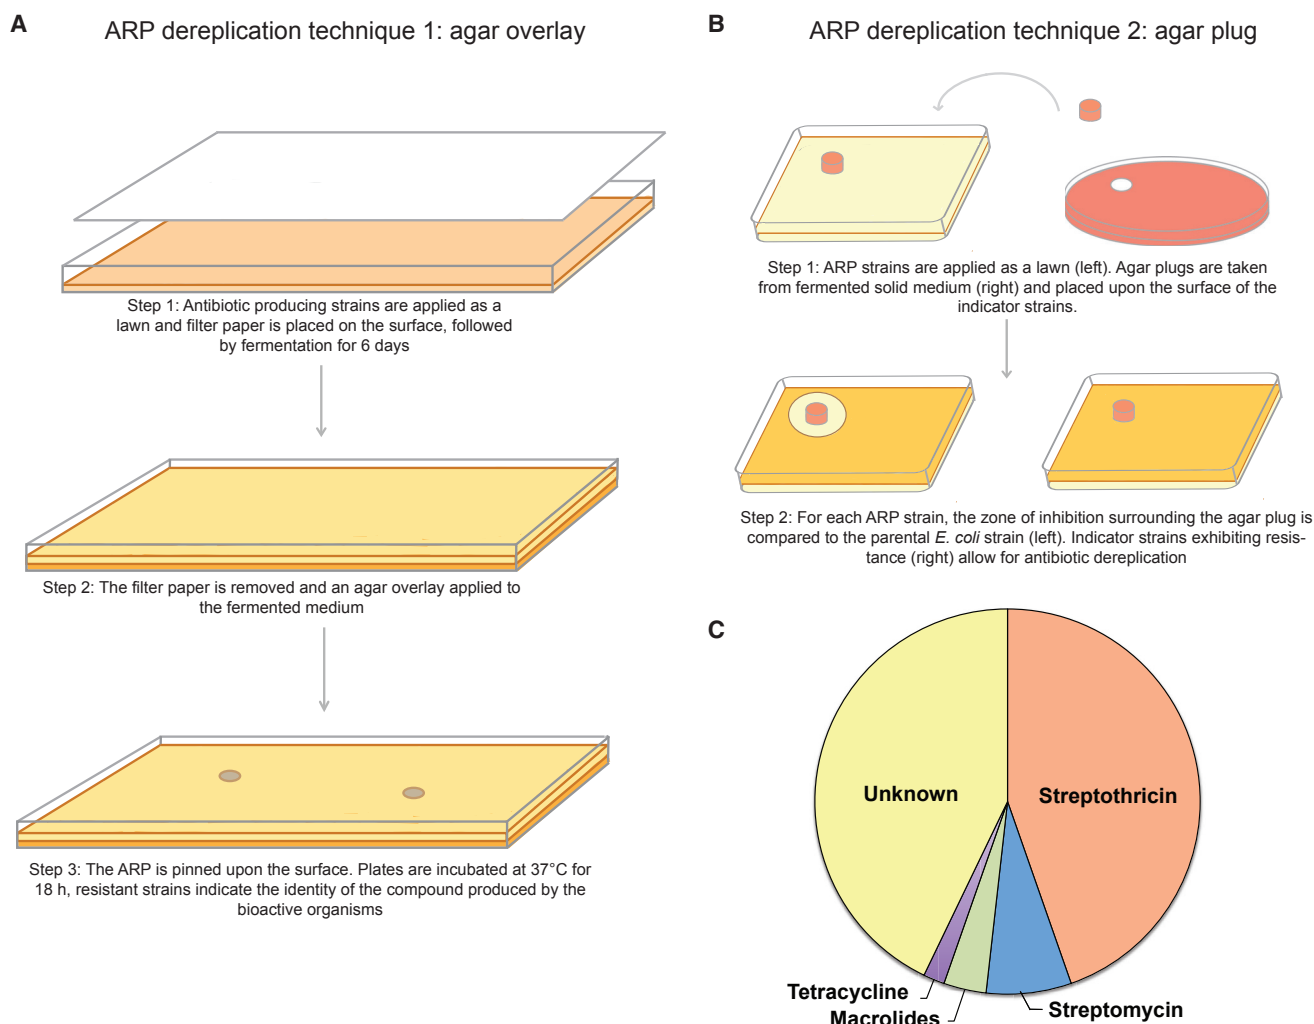 A
ARP dereplication technique 1: agar overlay
Step 1: Antibiotic producing strains are applied as a
lawn and filter paper is placed on the surface, followed
by fermentation for 6 days
Step 2: The filter paper is removed and an agar overlay applied to
the fermented medium
Step 3: The ARP is pinned upon the surface. Plates are incubated at 37°C for
18 h, resistant strains indicate the identity of the compound produced by the
bioactive organisms
B
ARP dereplication technique 2: agar plug
Step 1: ARP strains are applied as a lawn (left). Agar plugs are taken
from fermented solid medium (right) and placed upon the surface of the
indicator strains.
Step 2: For each ARP strain, the zone of inhibition surrounding the agar plug is
compared to the parental E. coli strain (left). Indicator strains exhibiting resis-
tance (right) allow for antibiotic dereplication
C
Unknown
Streptothricin
Tetracycline
Macrolides
Streptomycin